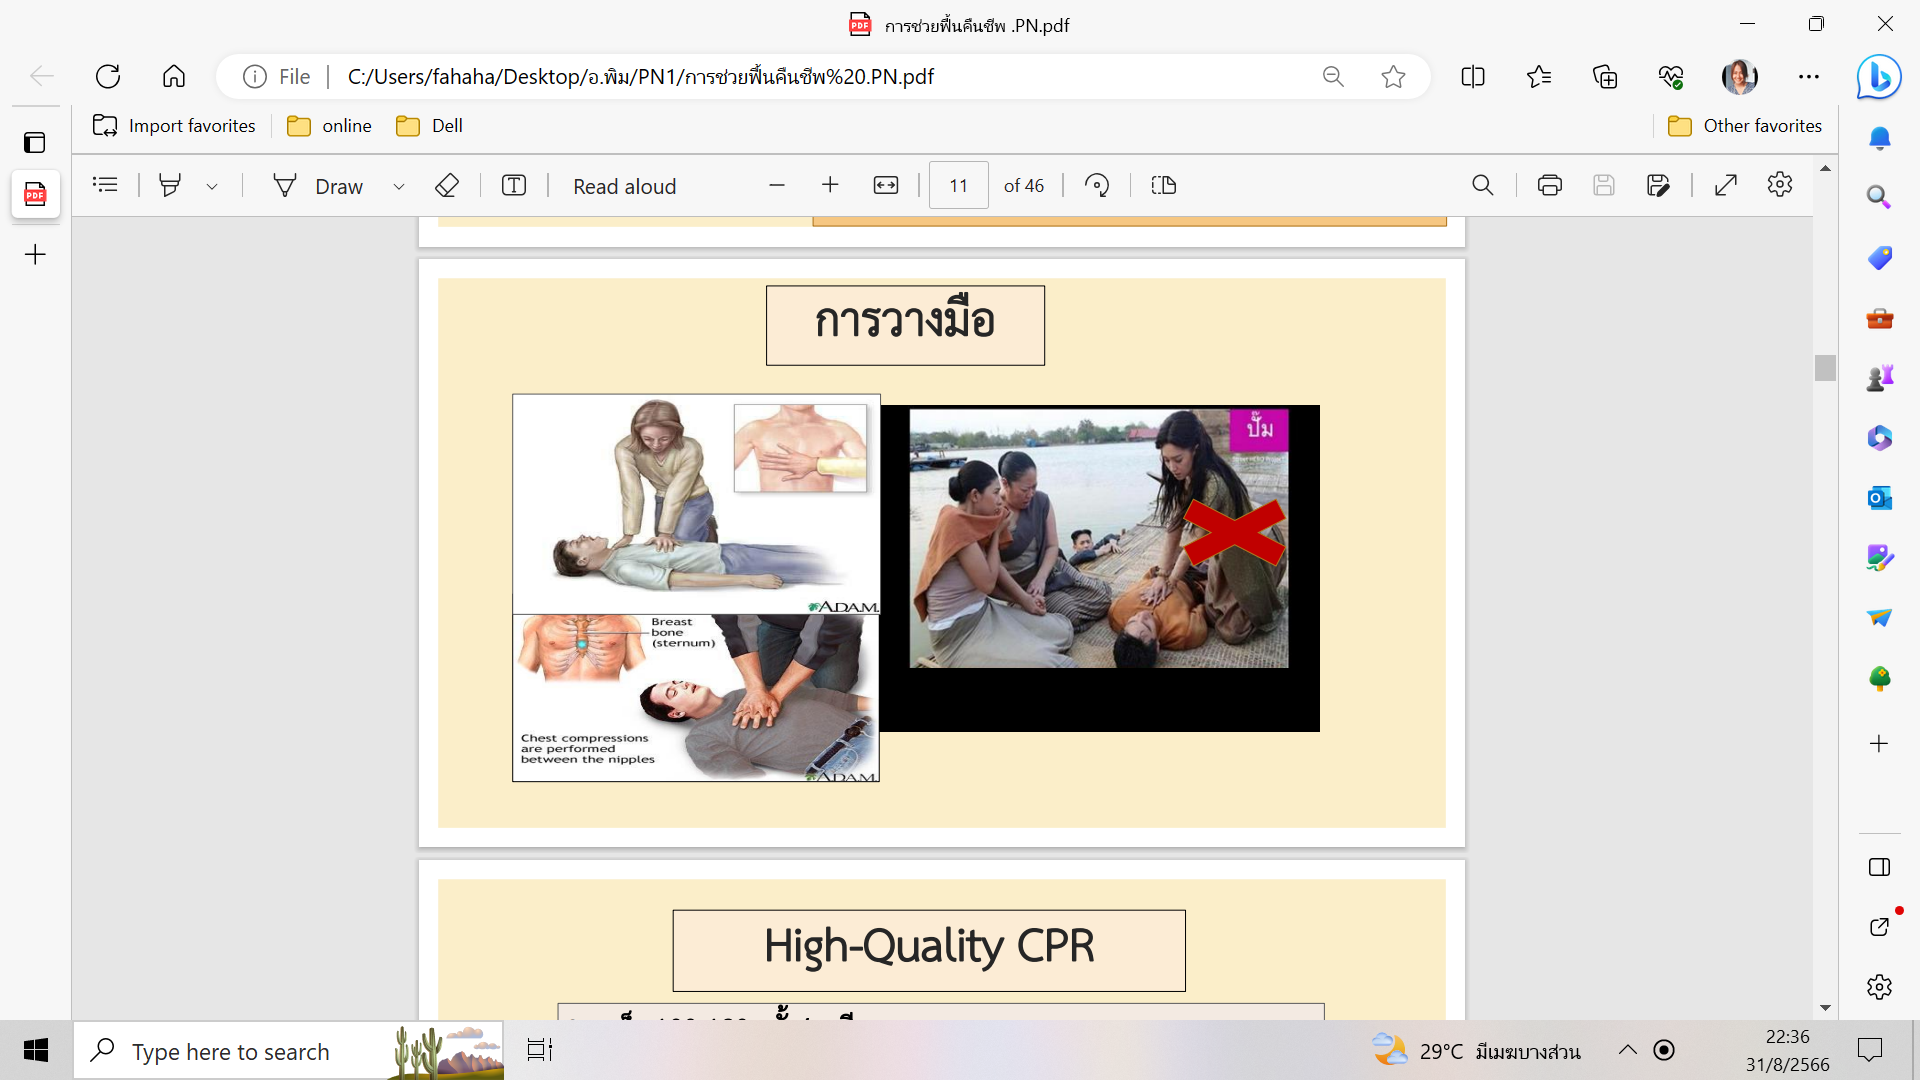 การช่วยฟื้นคืนชีพ .PN.pdf
File
C:/Users/fahaha/Desktop/อ.พิม/PN1/การช่วยฟื้นคืนชีพ%20.PN.pdf
Import favorites
online
Dell
Other favorites
Draw
Read aloud
11
of 46
การวางมือ
ปั๊ม
ADAM.
Breast
bone
(sternum)
Chest compressions
are performed
between the nipples
ADAM
High-Quality CPR
Type here to search
29°C มีเมฆบางส่วน
22:36
31/8/2566